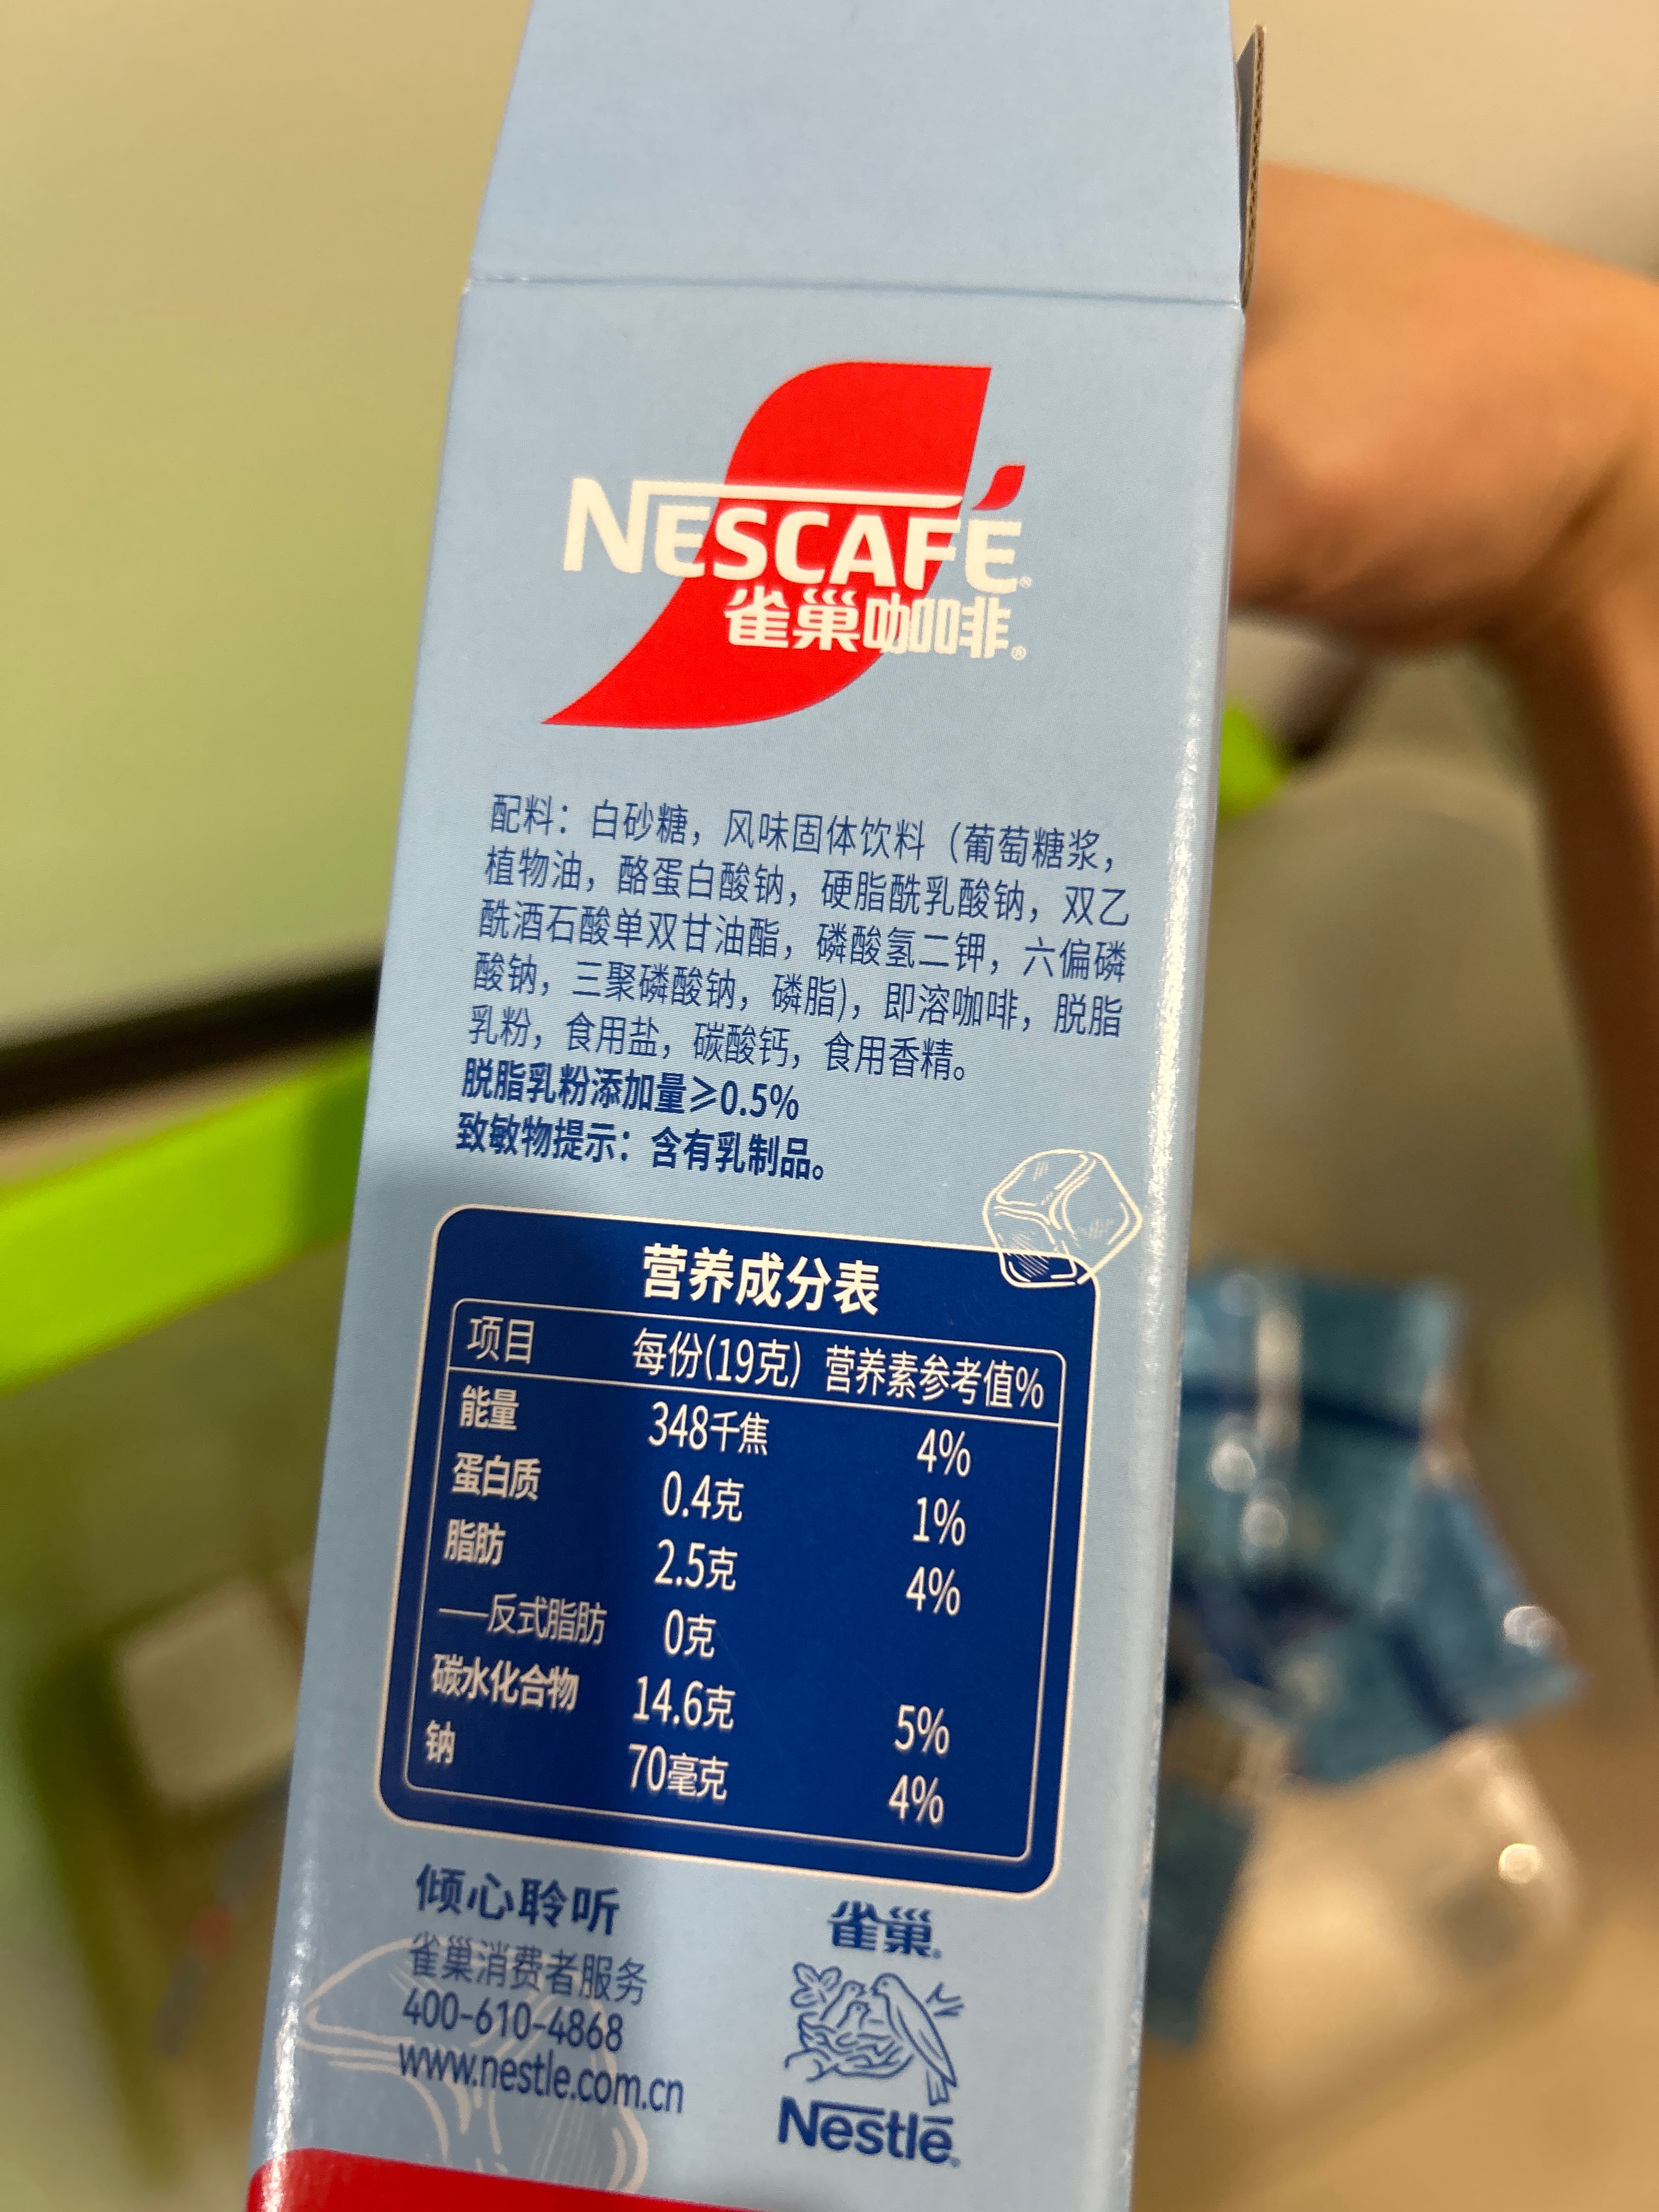 NESCAFÉ®
雀巢咖啡®
配料：白砂糖，风味固体饮料（葡萄糖浆，
植物油，酪蛋白酸钠，硬脂酰乳酸钠，双乙
酰酒石酸单双甘油酯，磷酸氢二钾，六偏磷
酸钠，三聚磷酸钠，磷脂)，即溶咖啡，脱脂
乳粉，食用盐，碳酸钙，食用香精。
脱脂乳粉添加量≥0.5%
致敏物提示：含有乳制品。
营养成分表
项目 每份(19克) 营养素参考值%
能量 348千焦 4%
蛋白质 0.4克 1%
脂肪 2.5克 4%
——反式脂肪 0克
碳水化合物 14.6克 5%
钠 70毫克 4%
倾心聆听
雀巢消费者服务
400-610-4868
www.nestle.com.cn
雀巢®
Nestlé®